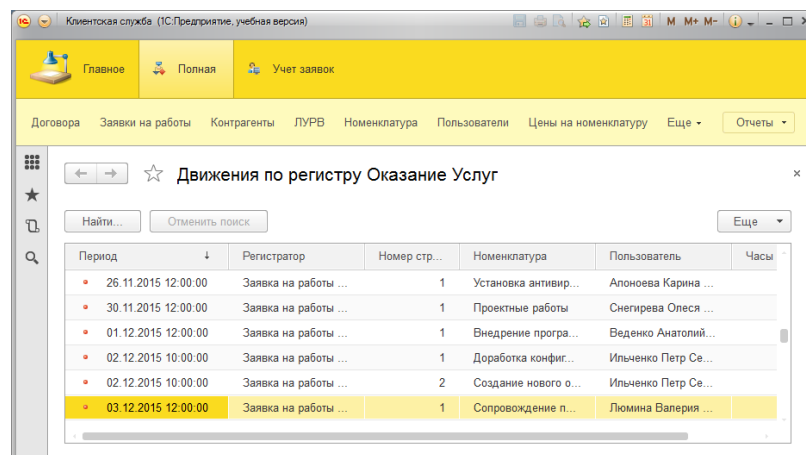 Клиентская служба (1С:Предприятие, учебная версия) M M+ M-
Главное Полная Учет заявок
Договора Заявки на работы Контрагенты ЛУРВ Номенклатура Пользователи Цены на номенклатуру Еще Отчеты
Движения по регистру Оказание Услуг
Найти... Отменить поиск Еще
Период Регистратор Номер стр... Номенклатура Пользователь Часы
26.11.2015 12:00:00 Заявка на работы ... 1 Установка антивир... Апоноева Карина ...
30.11.2015 12:00:00 Заявка на работы ... 1 Проектные работы Снегирева Олеся ...
01.12.2015 12:00:00 Заявка на работы ... 1 Внедрение програ... Веденко Анатолий...
02.12.2015 10:00:00 Заявка на работы ... 1 Доработка конфиг... Ильченко Петр Се...
02.12.2015 10:00:00 Заявка на работы ... 2 Создание нового о... Ильченко Петр Се...
03.12.2015 12:00:00 Заявка на работы ... 1 Сопровождение п... Люмина Валерия ...